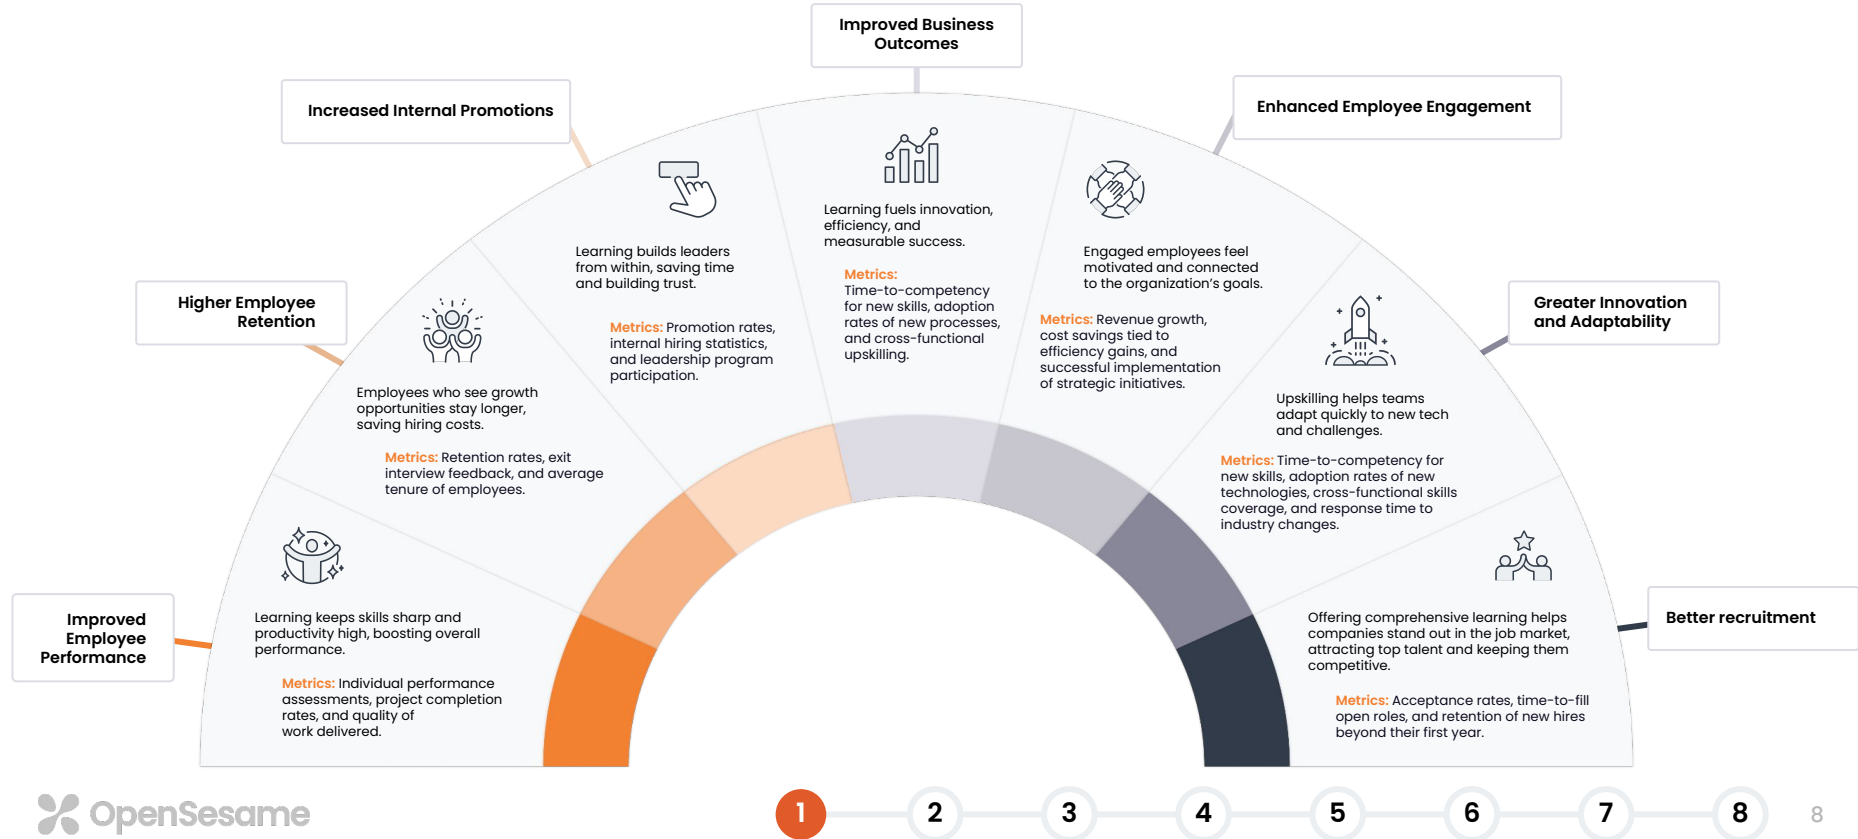 Improved Business
Outcomes
Increased Internal Promotions
Enhanced Employee Engagement
Higher Employee
Retention
Greater Innovation
and Adaptability
Improved
Employee
Performance
Better recruitment
Learning keeps skills sharp and
productivity high, boosting overall
performance.
Metrics: Individual performance
assessments, project completion
rates, and quality of
work delivered.
Employees who see growth
opportunities stay longer,
saving hiring costs.
Metrics: Retention rates, exit
interview feedback, and average
tenure of employees.
Learning builds leaders
from within, saving time
and building trust.
Metrics: Promotion rates,
internal hiring statistics,
and leadership program
participation.
Learning fuels innovation,
efficiency, and
measurable success.
Metrics:
Time-to-competency
for new skills, adoption
rates of new processes,
and cross-functional
upskilling.
Engaged employees feel
motivated and connected
to the organization's goals.
Metrics: Revenue growth,
cost savings tied to
efficiency gains, and
successful implementation
of strategic initiatives.
Upskilling helps teams
adapt quickly to new tech
and challenges.
Metrics: Time-to-competency for
new skills, adoption rates of new
technologies, cross-functional skills
coverage, and response time to
industry changes.
Offering comprehensive learning helps
companies stand out in the job market,
attracting top talent and keeping them
competitive.
Metrics: Acceptance rates, time-to-fill
open roles, and retention of new hires
beyond their first year.
OpenSesame
1 2 3 4 5 6 7 8 8